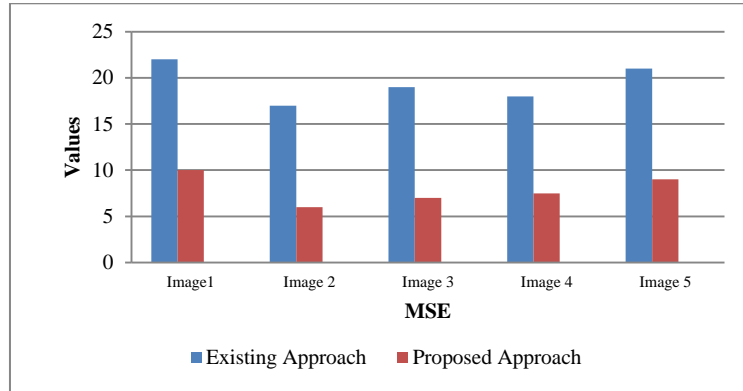 25
20
15
10
5
0
Values
Image1 Image 2 Image 3 Image 4 Image 5
MSE
Existing Approach Proposed Approach